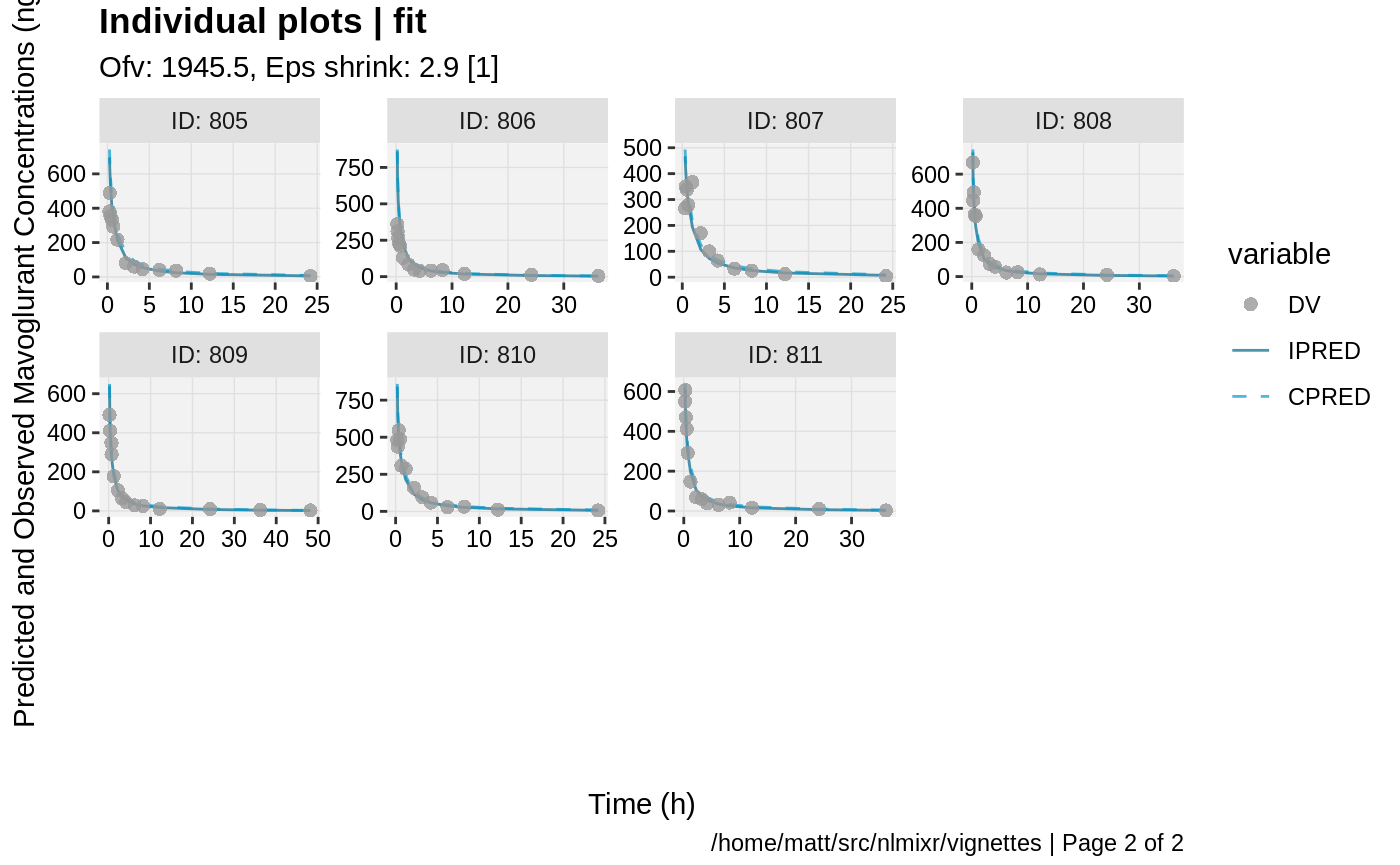 Individual plots | fit
Ofv: 1945.5, Eps shrink: 2.9 [1]
Predicted and Observed Mavoglurant Concentrations
ID: 805
600
400
200
0
0 5 10 15 20 25
ID: 806
750
500
250
0
0 10 20 30
ID: 807
500
400
300
200
100
0
0 5 10 15 20 25
ID: 808
600
400
200
0
0 10 20 30
ID: 809
600
400
200
0
0 10 20 30 40 50
ID: 810
750
500
250
0
0 5 10 15 20 25
ID: 811
600
400
200
0
0 10 20 30
variable
DV
IPRED
CPRED
Time (h)
/home/matt/src/nlmixr/vignettes | Page 2 of 2